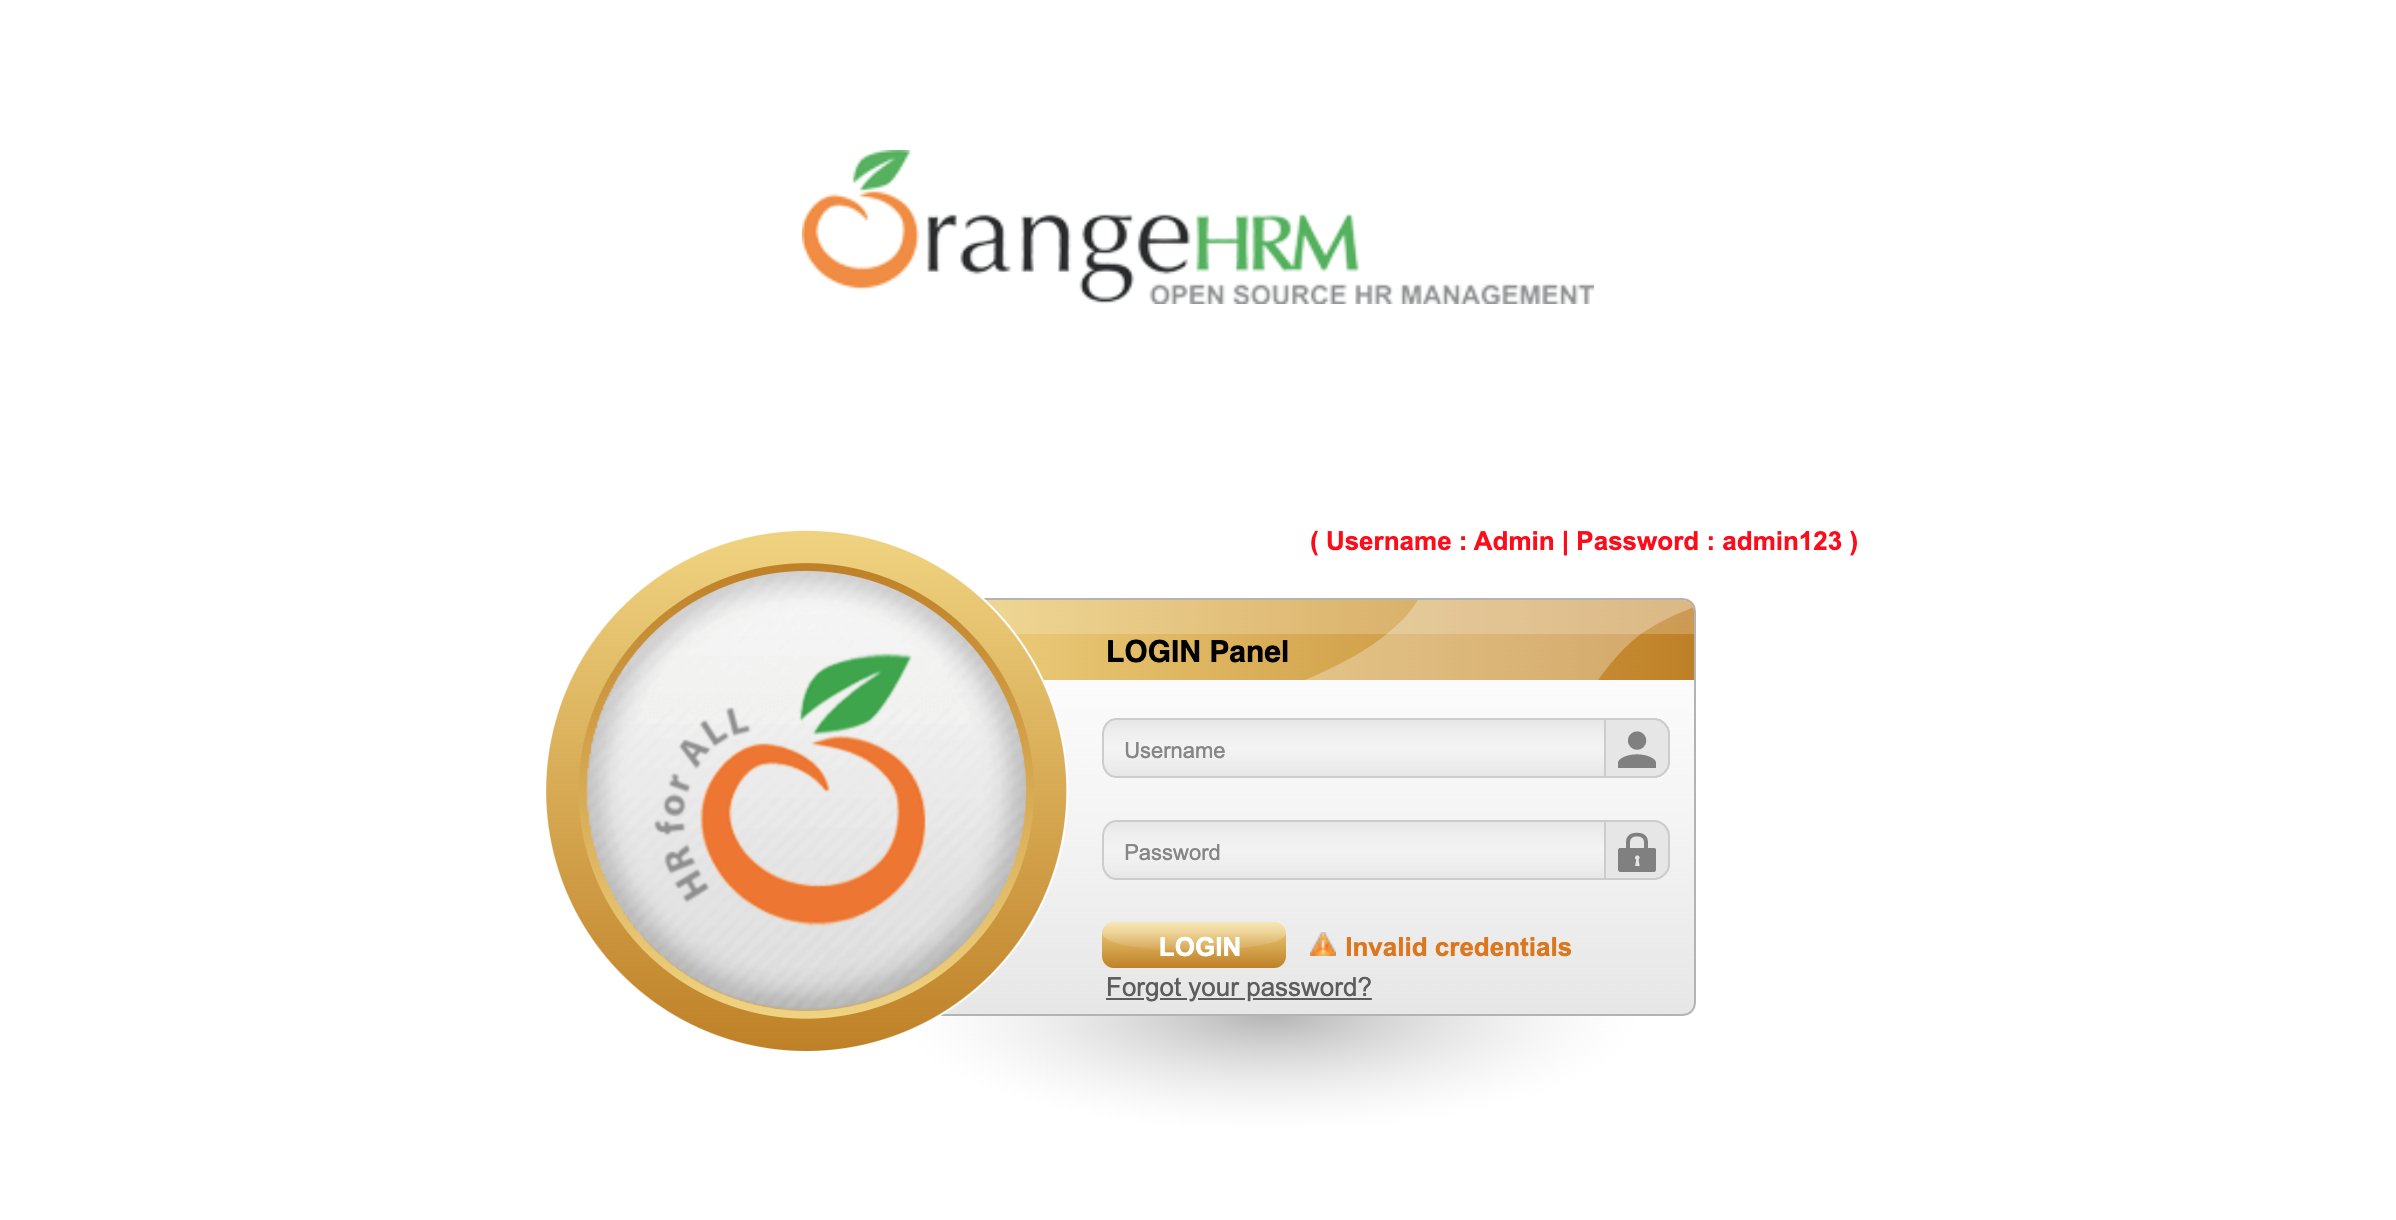 OrangeHRM
OPEN SOURCE HR MANAGEMENT
( Username : Admin | Password : admin123 )
HR for ALL
LOGIN Panel
Username
Password
LOGIN
Invalid credentials
Forgot your password?